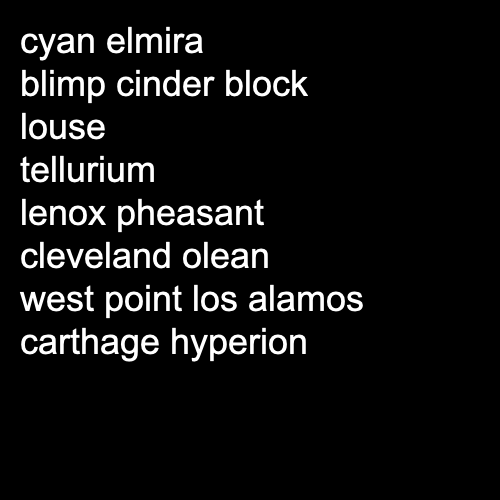 cyan elmira
blimp cinder block
louse
tellurium
lenox pheasant
cleveland olean
west point los alamos
carthage hyperion